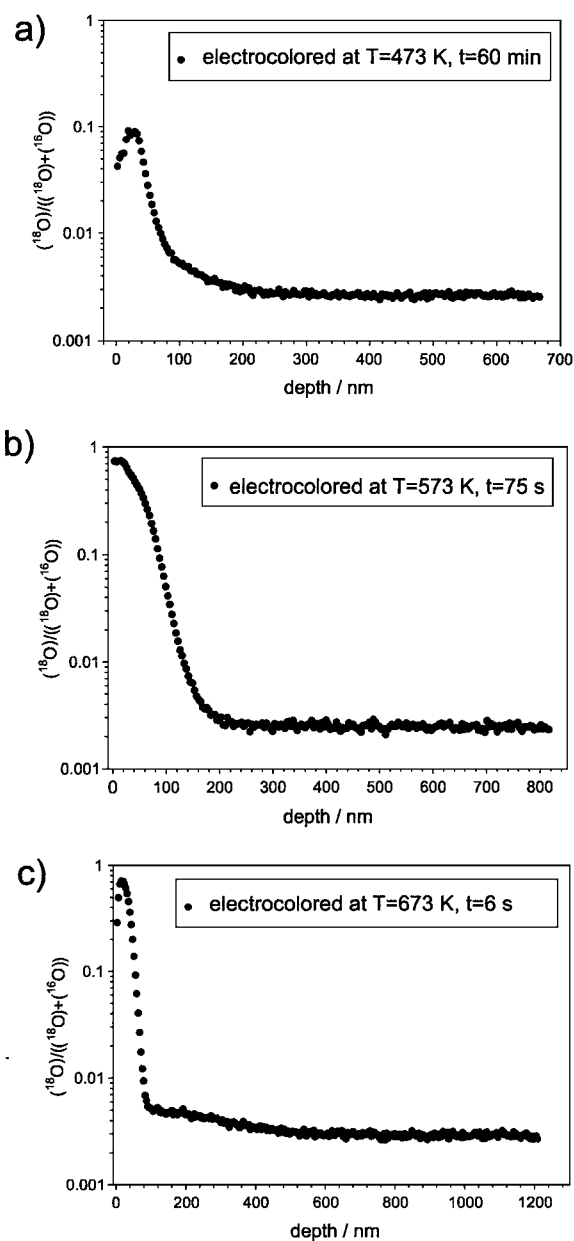 a)
1
electrocolored at T=473 K, t=60 min
0.1
0.01
0.001
(¹⁸O)/((¹⁸O)+(¹⁶O))
0 100 200 300 400 500 600 700
depth / nm
b)
1
electrocolored at T=573 K, t=75 s
0.1
0.01
0.001
(¹⁸O)/((¹⁸O)+(¹⁶O))
0 100 200 300 400 500 600 700 800
depth / nm
c)
1
electrocolored at T=673 K, t=6 s
0.1
0.01
0.001
(¹⁸O)/((¹⁸O)+(¹⁶O))
0 200 400 600 800 1000 1200
depth / nm